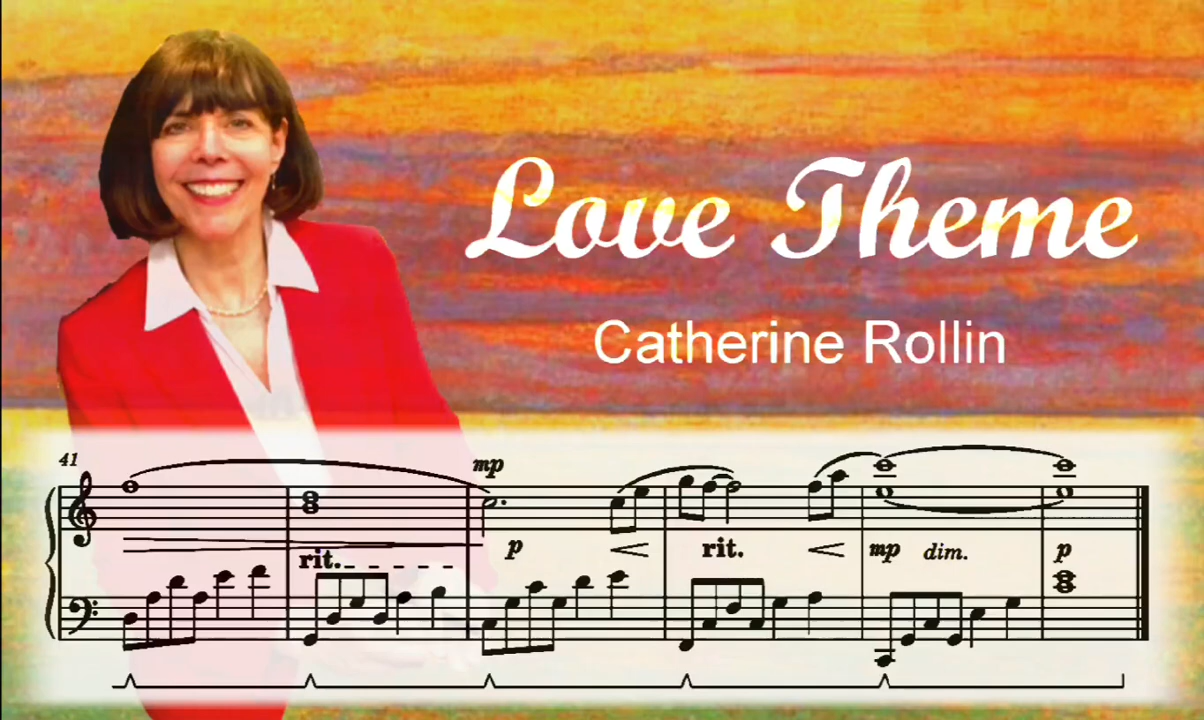 Love Theme
Catherine Rollin
41
mp
rit.
p
rit.
mp
dim.
p